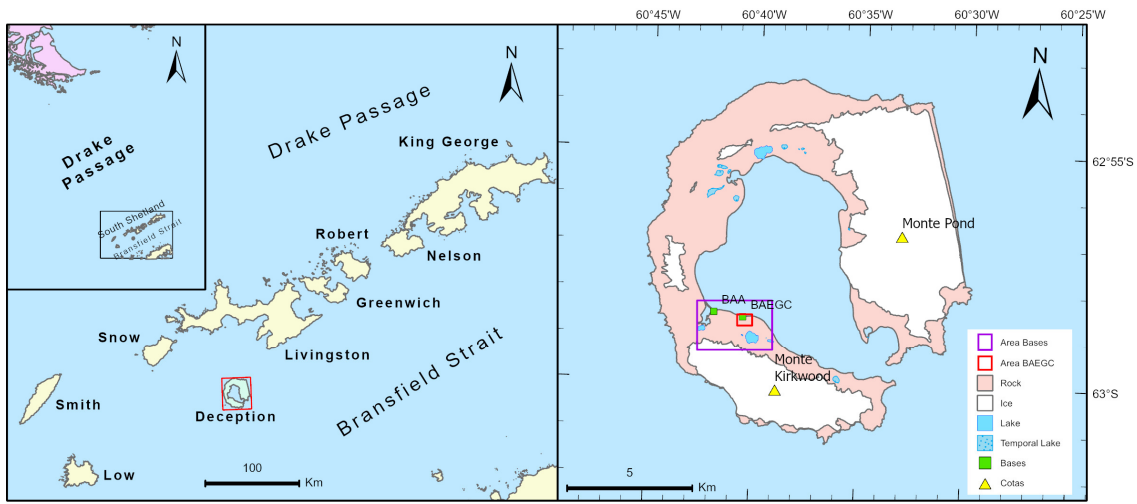 N
Drake
Passage
South Shetland
Bransfield Strait
N
Drake Passage
King George
Robert
Nelson
Greenwich
Snow
Livingston
Smith
Deception
Bransfield Strait
Low
100
Km
60°45'W
60°40'W
60°35'W
60°30'W
60°25'W
N
62°55'S
Monte Pond
BAA
BAEGC
Monte
Kirkwood
63°S
5
Km
Area Bases
Area BAEGC
Rock
Ice
Lake
Temporal Lake
Bases
Cotas